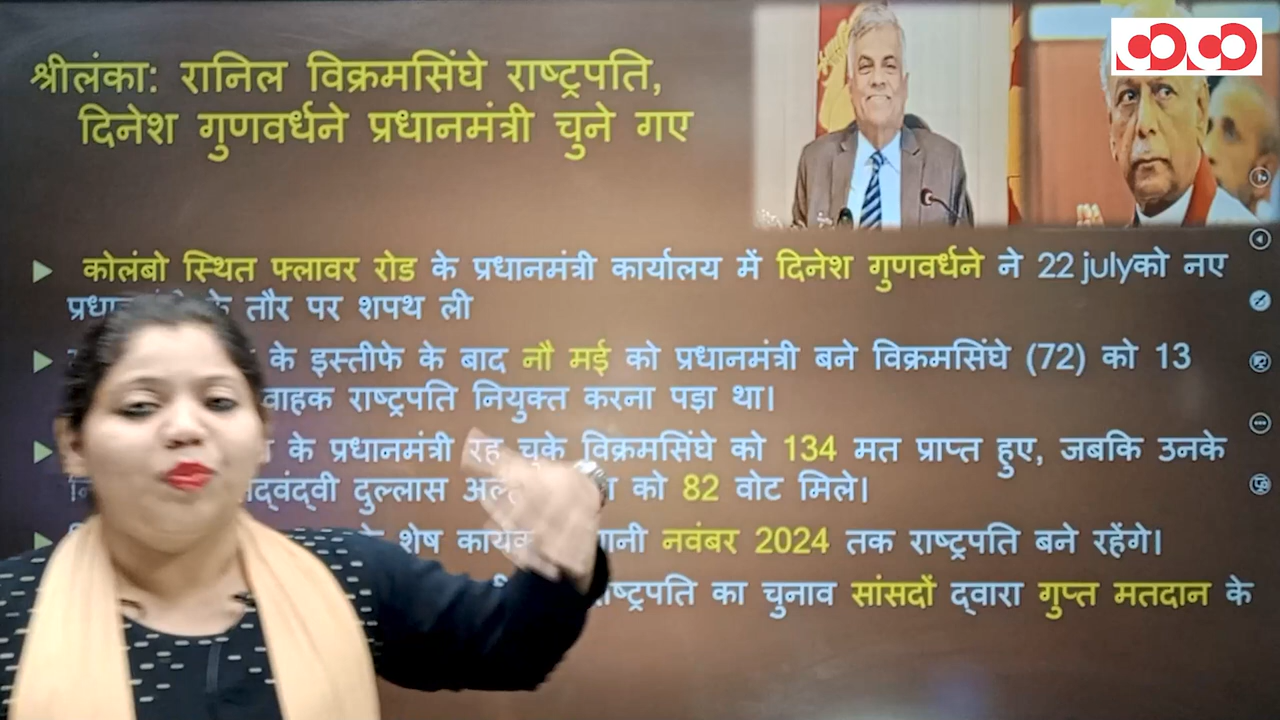 श्रीलंका: रानिल विक्रमसिंघे राष्ट्रपति,
दिनेश गुणवर्धने प्रधानमंत्री चुने गए
कोलंबो स्थित फ्लावर रोड के प्रधानमंत्री कार्यालय में दिनेश गुणवर्धने ने 22 julyको नए
के तौर पर शपथ ली
के इस्तीफे के बाद नौ मई को प्रधानमंत्री बने विक्रमसिंघे (72) को 13
राष्ट्रपति नियुक्त करना पड़ा था।
के प्रधानमंत्री रह चुके विक्रमसिंघे को 134 मत प्राप्त हुए, जबकि उनके
दुल्लास को 82 वोट मिले।
शेष नवंबर 2024 तक राष्ट्रपति बने रहेंगे।
राष्ट्रपति का चुनाव सांसदों द्वारा गुप्त मतदान के